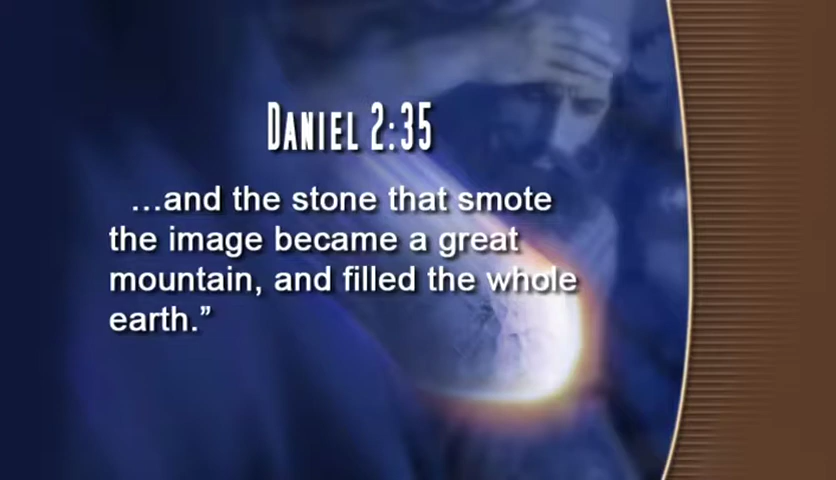 Daniel 2:35
…and the stone that smote
the image became a great
mountain, and filled the whole
earth.”